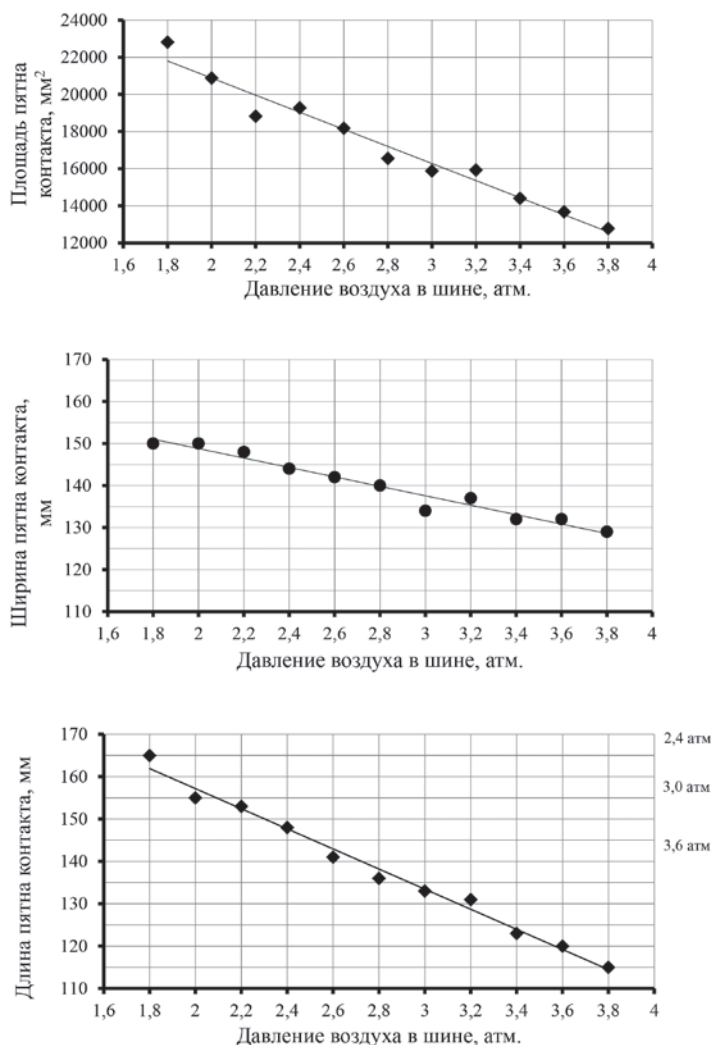 Площадь пятна
контакта, мм²
24000
22000
20000
18000
16000
14000
12000
1,6 1,8 2 2,2 2,4 2,6 2,8 3 3,2 3,4 3,6 3,8 4
Давление воздуха в шине, атм.
Ширина пятна контакта,
мм
170
160
150
140
130
120
110
1,6 1,8 2 2,2 2,4 2,6 2,8 3 3,2 3,4 3,6 3,8 4
Давление воздуха в шине, атм.
Длина пятна контакта, мм
170
160
150
140
130
120
110
1,6 1,8 2 2,2 2,4 2,6 2,8 3 3,2 3,4 3,6 3,8 4
Давление воздуха в шине, атм.
2,4 атм
3,0 атм
3,6 атм